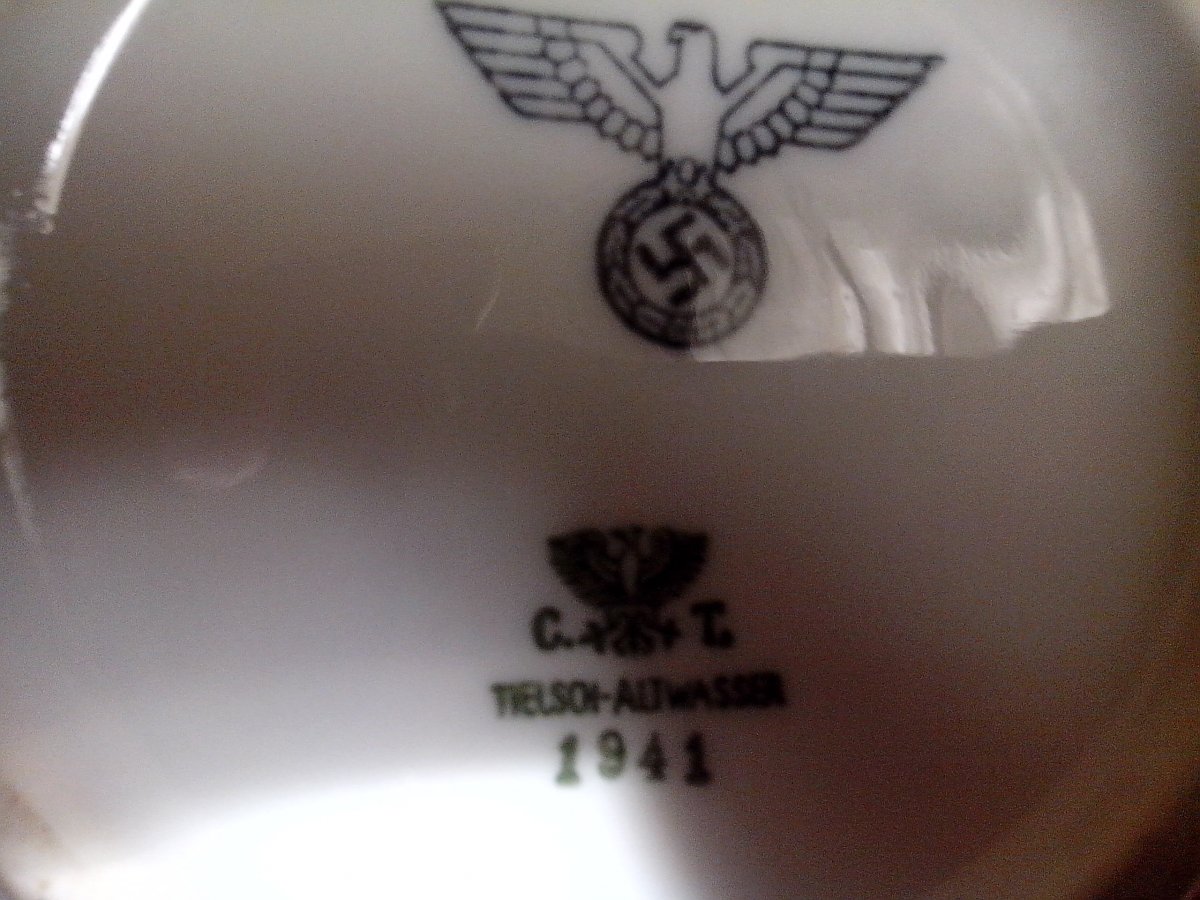 C. T.
TIELSCH-ALTWASSER
1941